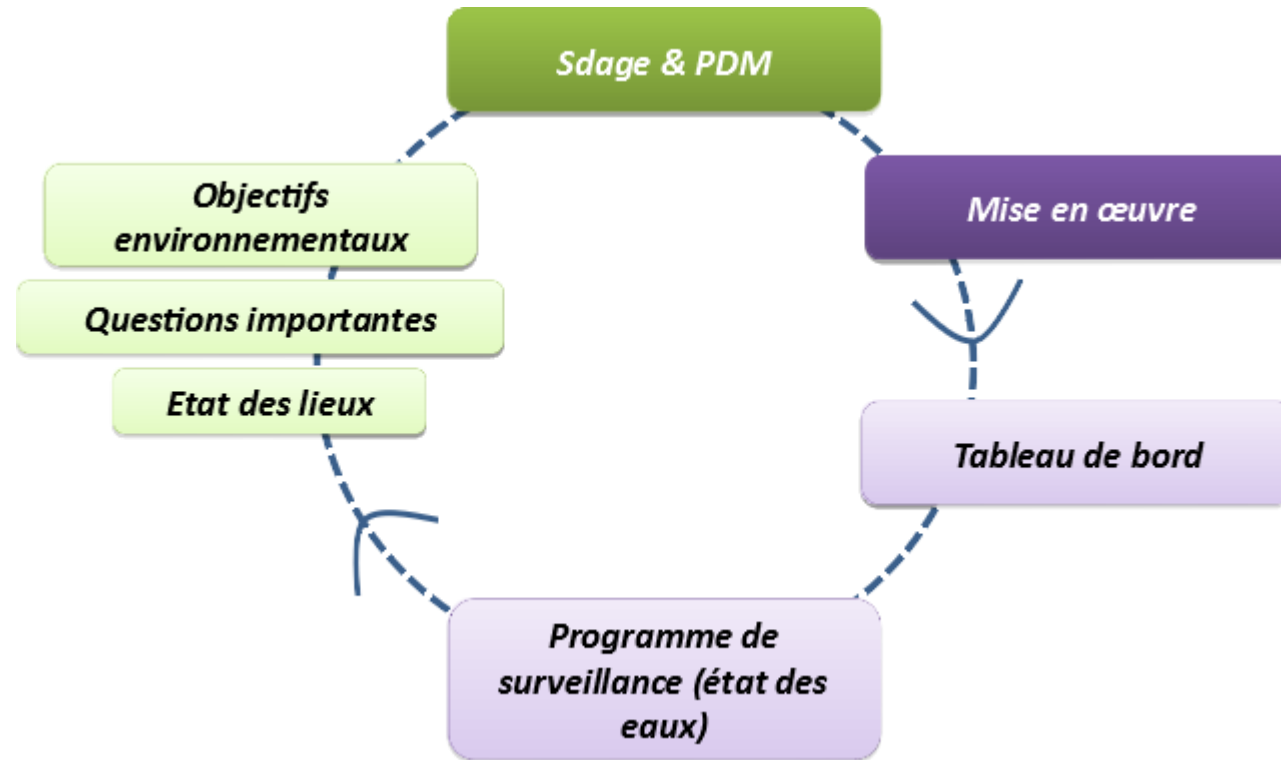 Sdage & PDM
Objectifs
environnementaux
Mise en œuvre
Questions importantes
Etat des lieux
Tableau de bord
Programme de
surveillance (état des
eaux)